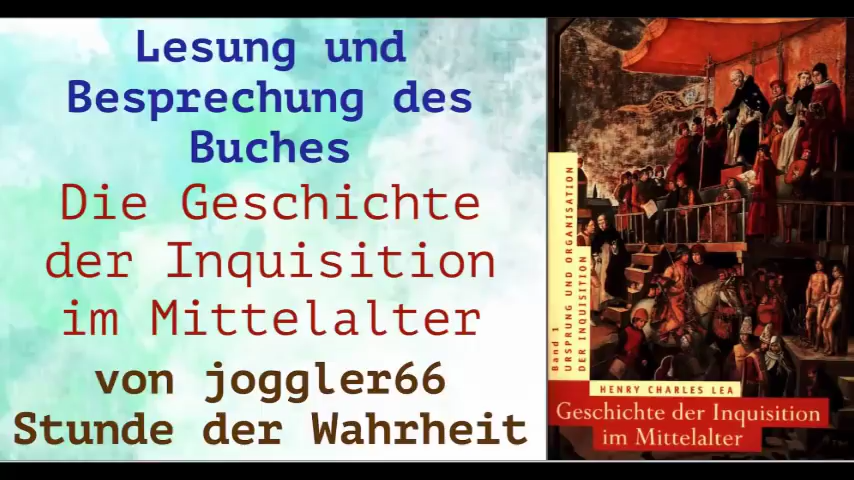 Lesung und
Besprechung des
Buches
Die Geschichte
der Inquisition
im Mittelalter
von joggler66
Stunde der Wahrheit
Band 1
URSPRUNG UND ORGANISATION
DER INQUISITION
HENRY CHARLES LEA
Geschichte der Inquisition
im Mittelalter